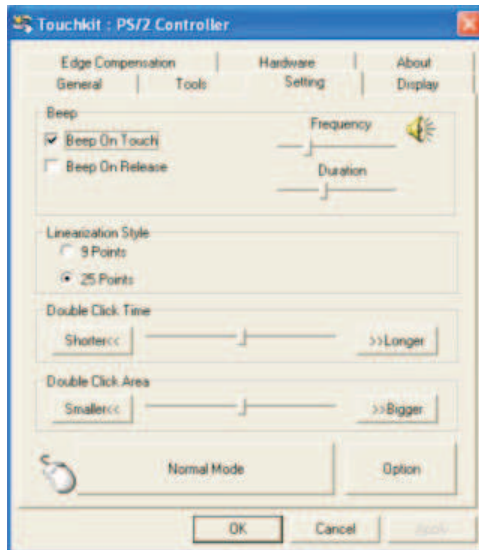 Touchkit : PS/2 Controller
Edge Compensation Hardware About
General Tools Setting Display
Beep
Beep On Touch Frequency
Beep On Release Duration
Linearization Style
9 Points
25 Points
Double Click Time
Shorter<< >>Longer
Double Click Area
Smaller<< >>Bigger
Normal Mode Option
OK Cancel Apply